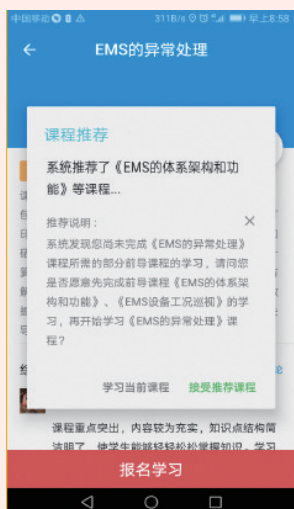 中国移动 311B/s 早上8:58
EMS的异常处理
课程推荐
系统推荐了《EMS的体系架构和功
能》等课程...
推荐说明：
系统发现您尚未完成《EMS的异常处理》
课程所需的部分前导课程的学习，请问您
是否愿意先完成前导课程《EMS的体系架
构和功能》、《EMS设备工况巡视》的学
习，再开始学习《EMS的异常处理》课
程？
学习当前课程 接受推荐课程
课程重点突出，内容较为充实，知识点结构简
洁明了，使学生能够轻轻松松掌握知识。学习
报名学习